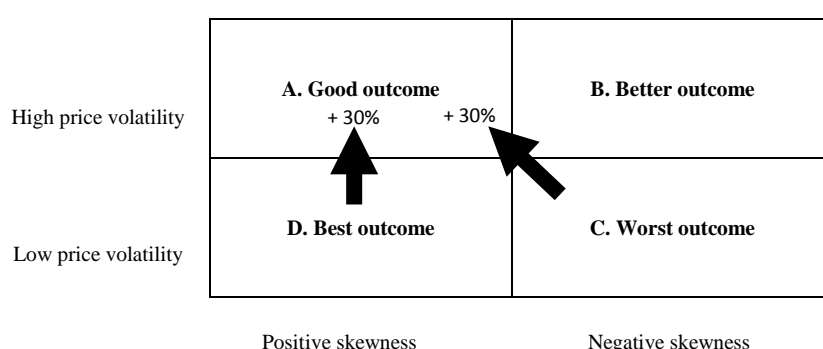 A. Good outcome
B. Better outcome
High price volatility
+ 30%
+ 30%
D. Best outcome
C. Worst outcome
Low price volatility
Positive skewness
Negative skewness